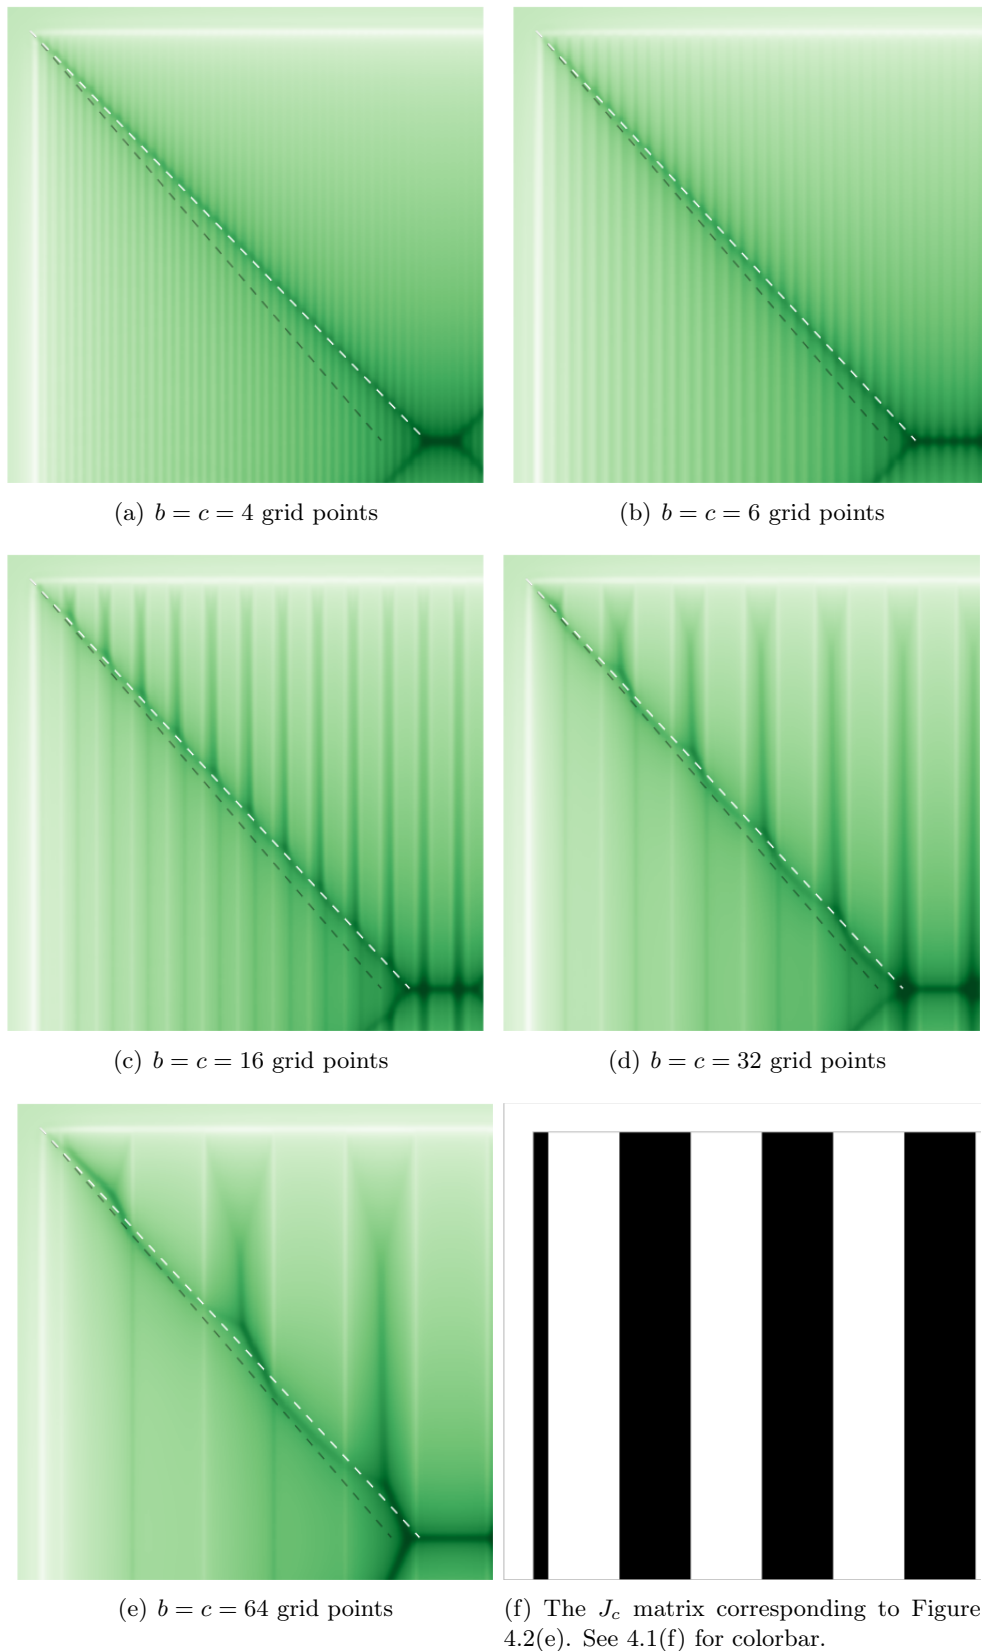 (a) b = c = 4 grid points
(b) b = c = 6 grid points
(c) b = c = 16 grid points
(d) b = c = 32 grid points
(e) b = c = 64 grid points
(f) The J_c matrix corresponding to Figure
4.2(e). See 4.1(f) for colorbar.